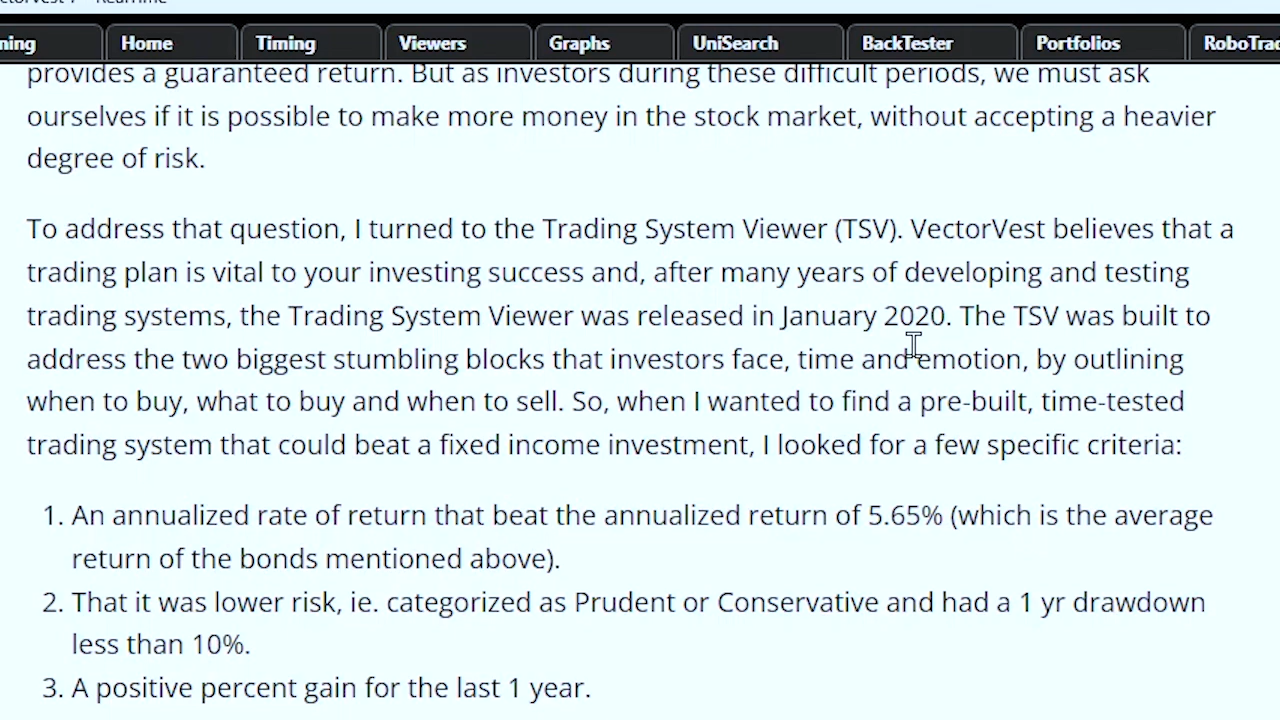 Home Timing Viewers Graphs UniSearch BackTester Portfolios
provides a guaranteed return. But as investors during these difficult periods, we must ask
ourselves if it is possible to make more money in the stock market, without accepting a heavier
degree of risk.
To address that question, I turned to the Trading System Viewer (TSV). VectorVest believes that a
trading plan is vital to your investing success and, after many years of developing and testing
trading systems, the Trading System Viewer was released in January 2020. The TSV was built to
address the two biggest stumbling blocks that investors face, time and emotion, by outlining
when to buy, what to buy and when to sell. So, when I wanted to find a pre-built, time-tested
trading system that could beat a fixed income investment, I looked for a few specific criteria:
1. An annualized rate of return that beat the annualized return of 5.65% (which is the average
return of the bonds mentioned above).
2. That it was lower risk, ie. categorized as Prudent or Conservative and had a 1 yr drawdown
less than 10%.
3. A positive percent gain for the last 1 year.